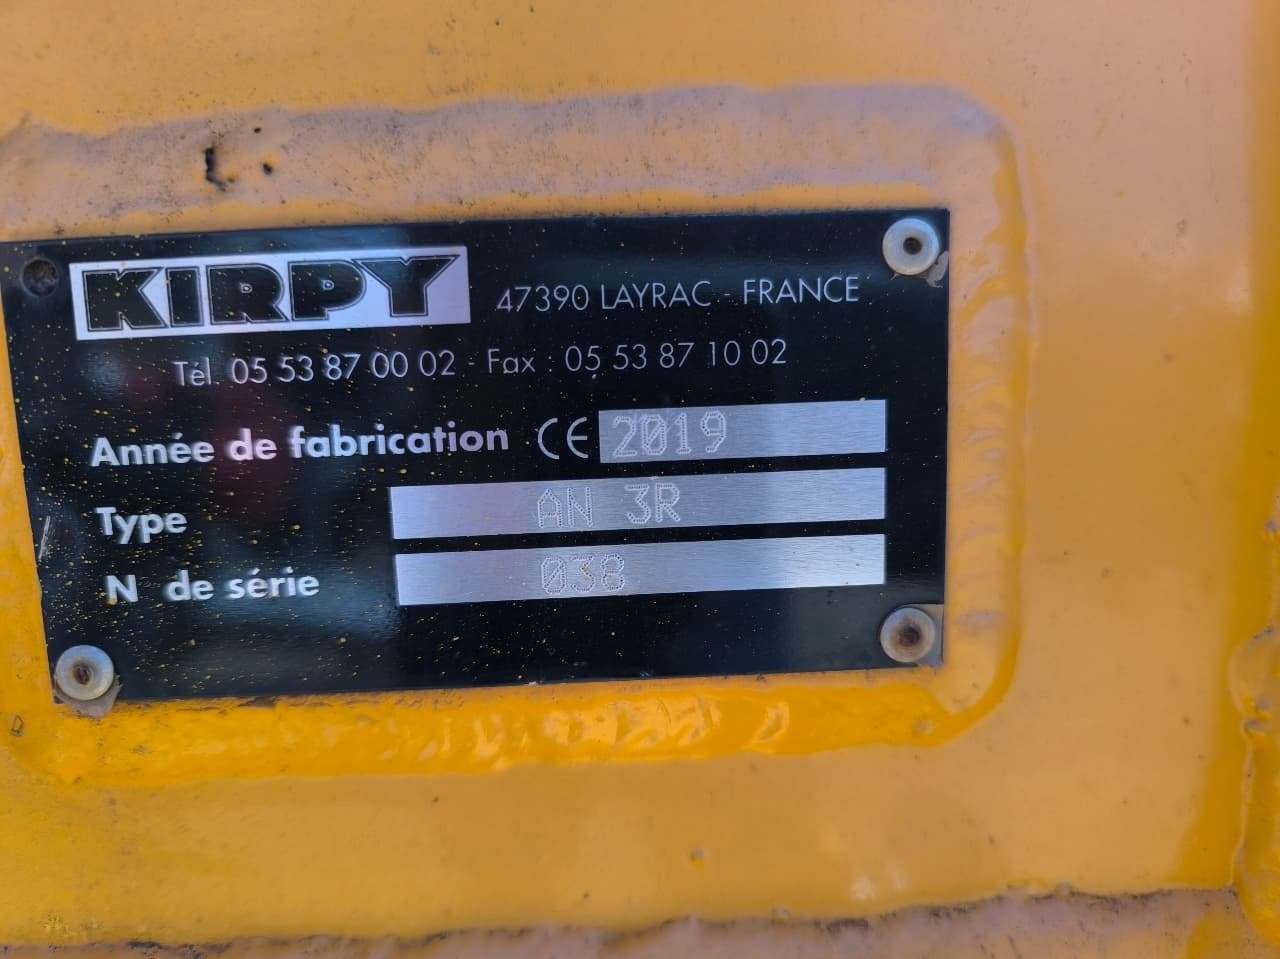 KIRPY 47390 LAYRAC - FRANCE
Tél. 05 53 87 00 02 - Fax : 05 53 87 10 02
Année de fabrication CE 2019
Type AN 3R
N de série 038